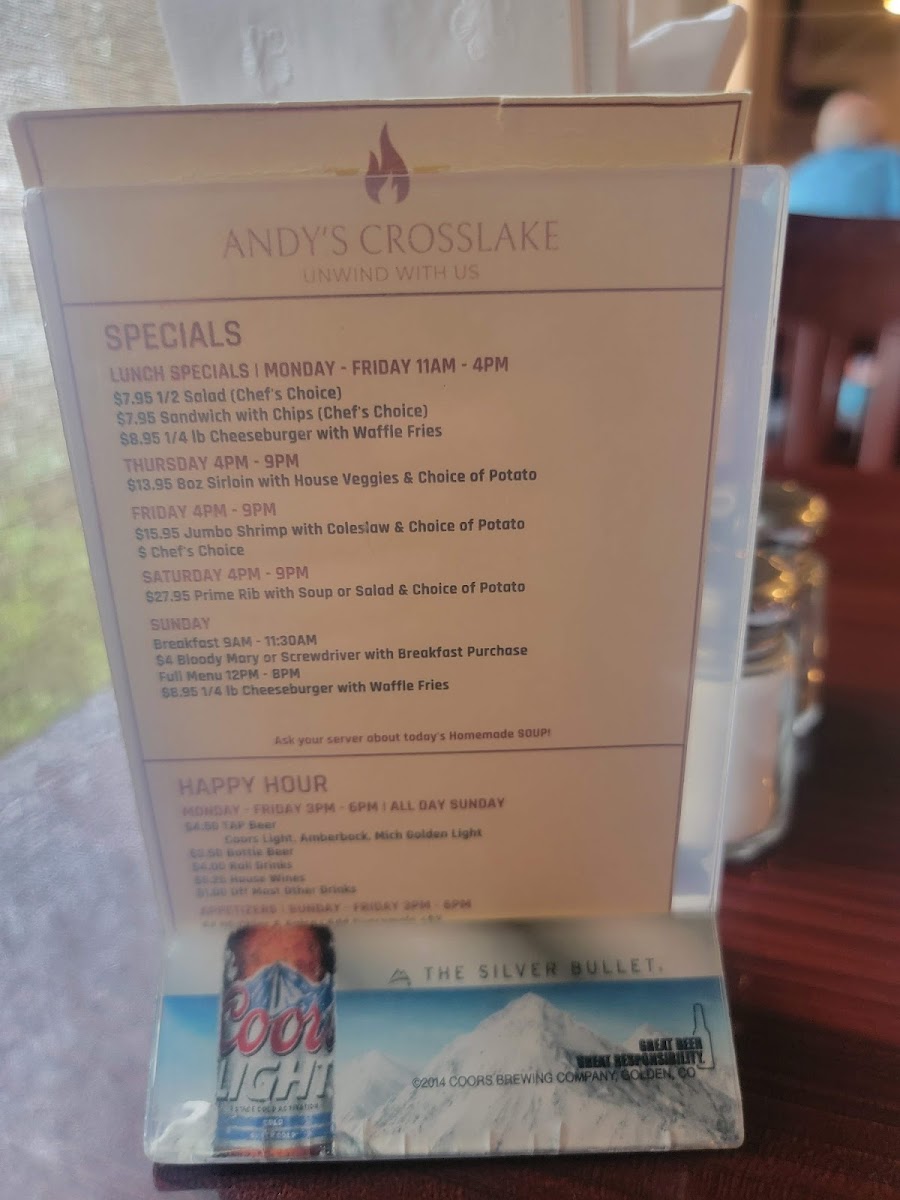 ANDY'S CROSSLAKE
UNWIND WITH US
SPECIALS
LUNCH SPECIALS | MONDAY - FRIDAY 11AM - 4PM
$7.95 1/2 Salad (Chef's Choice)
$7.95 Sandwich with Chips (Chef's Choice)
$8.95 1/4 lb Cheeseburger with Waffle Fries
THURSDAY 4PM - 9PM
$13.95 8oz Sirloin with House Veggies & Choice of Potato
FRIDAY 4PM - 9PM
$15.95 Jumbo Shrimp with Coleslaw & Choice of Potato
$ Chef's Choice
SATURDAY 4PM - 9PM
$27.95 Prime Rib with Soup or Salad & Choice of Potato
SUNDAY
Breakfast 9AM - 11:30AM
$4 Bloody Mary or Screwdriver with Breakfast Purchase
Full Menu 12PM - 8PM
$8.95 1/4 lb Cheeseburger with Waffle Fries
Ask your server about today's Homemade SOUP!
HAPPY HOUR
MONDAY - FRIDAY 3PM - 6PM | ALL DAY SUNDAY
TAP Beer
Coors Light, Amberbock, Mich Golden Light
Bottle Beer
$4.00 Rail Drinks
House Wines
$1.00 Off Most Other Drinks
APPETIZERS | SUNDAY - FRIDAY 3PM - 6PM
THE SILVER BULLET.
Coors
LIGHT
GREAT BEER
GREAT RESPONSIBILITY.
©2014 COORS BREWING COMPANY, GOLDEN, CO